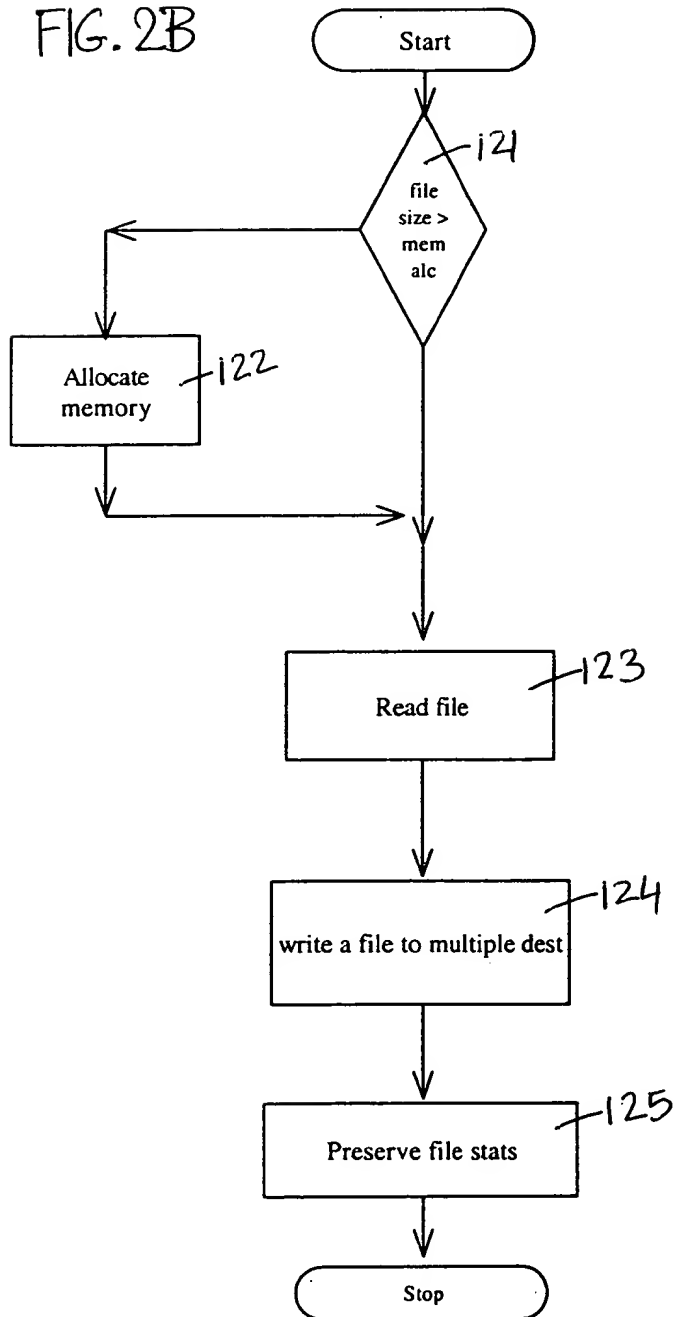 FIG. 2B
Start
121
file
size >
mem
alc
Allocate
memory
122
Read file
123
write a file to multiple dest
124
Preserve file stats
125
Stop